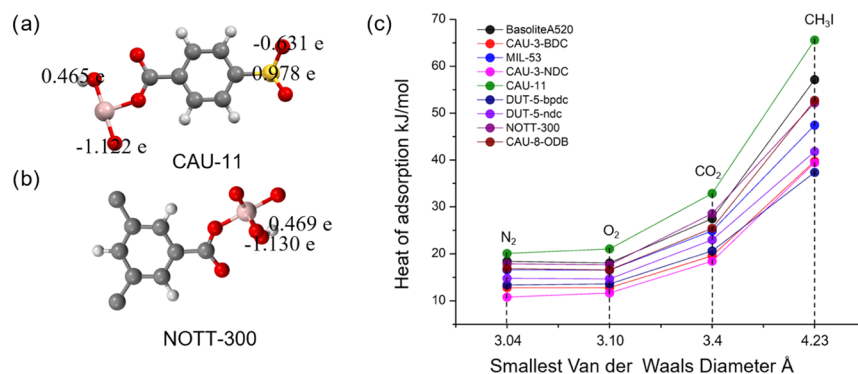 (a)
-0.631 e
0.465 e
0.978 e
-1.122 e
CAU-11
(b)
0.469 e
-1.130 e
NOTT-300
(c)
Heat of adsorption kJ/mol
70
60
50
40
30
20
10
BasoliteA520
CAU-3-BDC
MIL-53
CAU-3-NDC
CAU-11
DUT-5-bpdc
DUT-5-ndc
NOTT-300
CAU-8-ODB
N₂
O₂
CO₂
CH₃I
3.04 3.10 3.4 4.23
Smallest Van der Waals Diameter Å